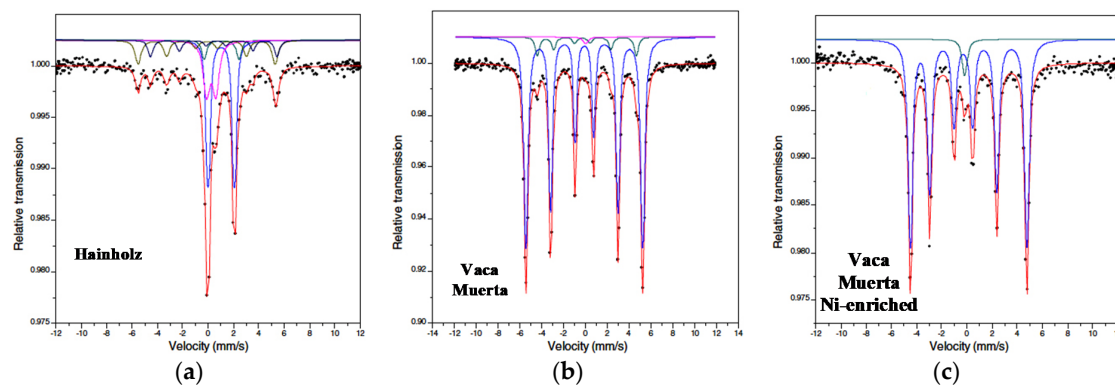 1.000
0.995
0.990
0.985
0.980
0.975
Relative transmission
Hainholz
-12 -10 -8 -6 -4 -2 0 2 4 6 8 10 12
Velocity (mm/s)
(a)
1.00
0.98
0.96
0.94
0.92
0.90
Relative transmission
Vaca
Muerta
-14 -12 -10 -8 -6 -4 -2 0 2 4 6 8 10 12 14
Velocity (mm/s)
(b)
1.000
0.995
0.990
0.985
0.980
0.975
Relative transmission
Vaca
Muerta
Ni-enriched
-12 -10 -8 -6 -4 -2 0 2 4 6 8 10 12
Velocity (mm/s)
(c)